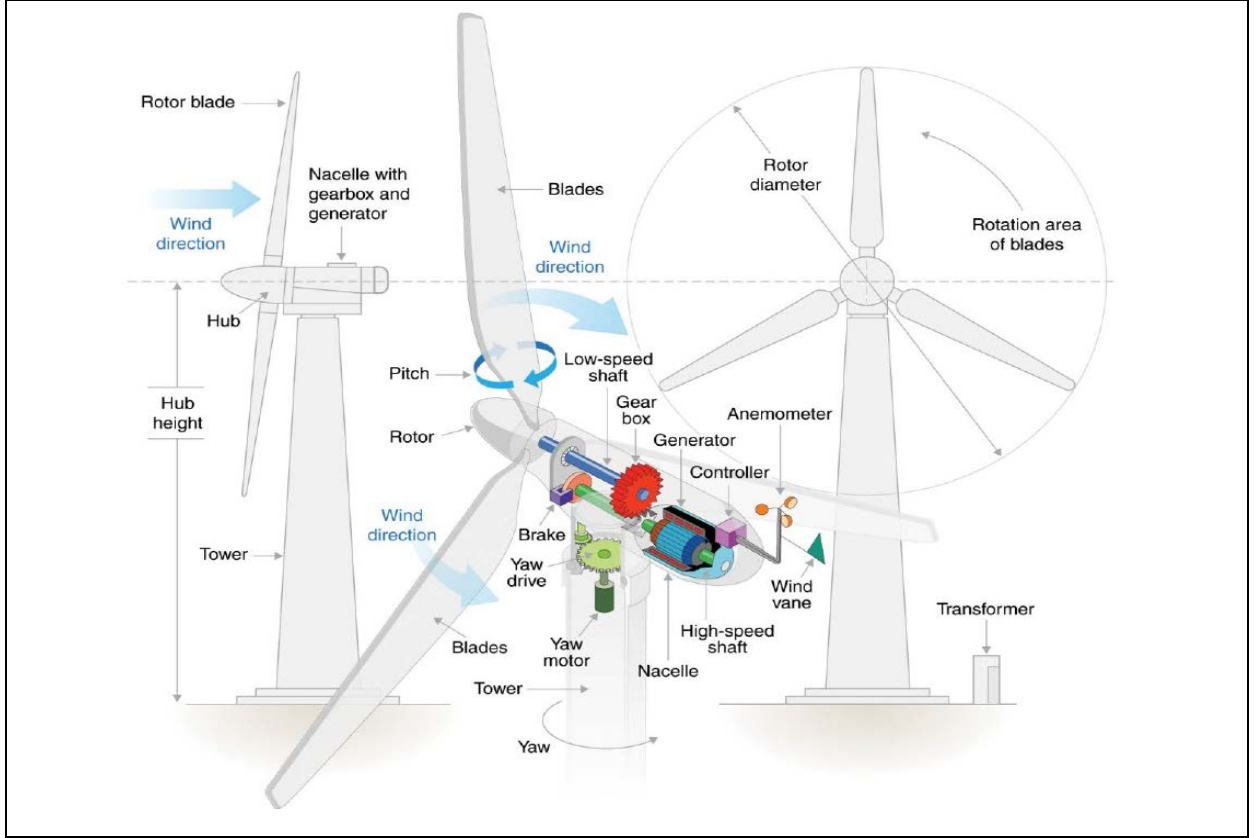 Rotor blade
Nacelle with
gearbox and
generator
Wind
direction
Hub
Hub
height
Tower
Blades
Wind
direction
Pitch
Low-speed
shaft
Rotor
Gear
box
Generator
Controller
Anemometer
Brake
Wind
direction
Yaw
drive
Wind
vane
Yaw
motor
High-speed
shaft
Nacelle
Blades
Tower
Yaw
Rotor
diameter
Rotation area
of blades
Transformer